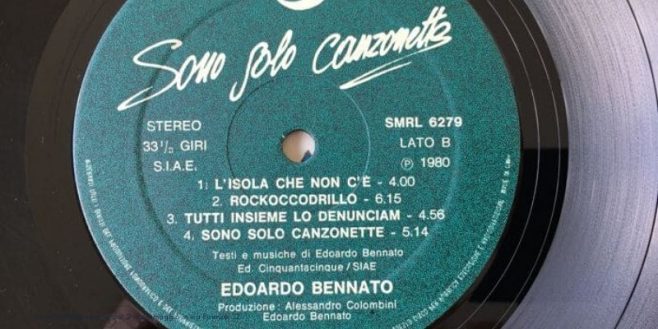 Sono solo canzonette
STEREO
33 1/3 GIRI
S.I.A.E.
SMRL 6279
LATO B
Ⓟ 1980
1. L'ISOLA CHE NON C'È - 4.00
2. ROCKOCCODRILLO - 6.15
3. TUTTI INSIEME LO DENUNCIAM - 4.56
4. SONO SOLO CANZONETTE - 5.14
Testi e musiche di Edoardo Bennato
Ed. Cinquantacinque / SIAE
EDOARDO BENNATO
Produzione: Alessandro Colombini
Edoardo Bennato